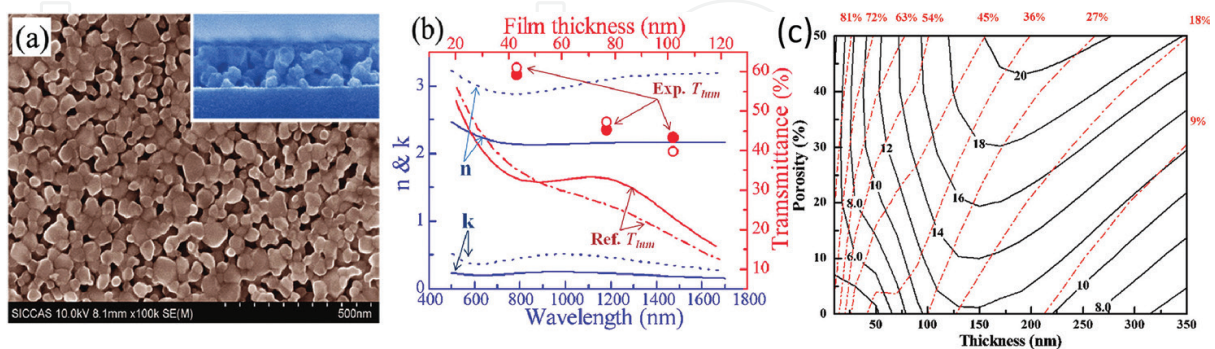 (a)
SICCAS 10.0kV 8.1mm x100k SE(M)
500nm
(b)
Film thickness (nm)
20 40 60 80 100 120
3
2
1
0
n & k
n
k
Exp. Tlum
Ref. Tlum
60
50
40
30
20
10
Transmittance (%)
400 600 800 1000 1200 1400 1600 1800
Wavelength (nm)
(c)
81% 72% 63% 54% 45% 36% 27% 18%
9%
50
40
30
20
10
0
Porosity (%)
20
18
12
10
16
8.0
14
6.0
10
8.0
50 100 150 200 250 300 350
Thickness (nm)